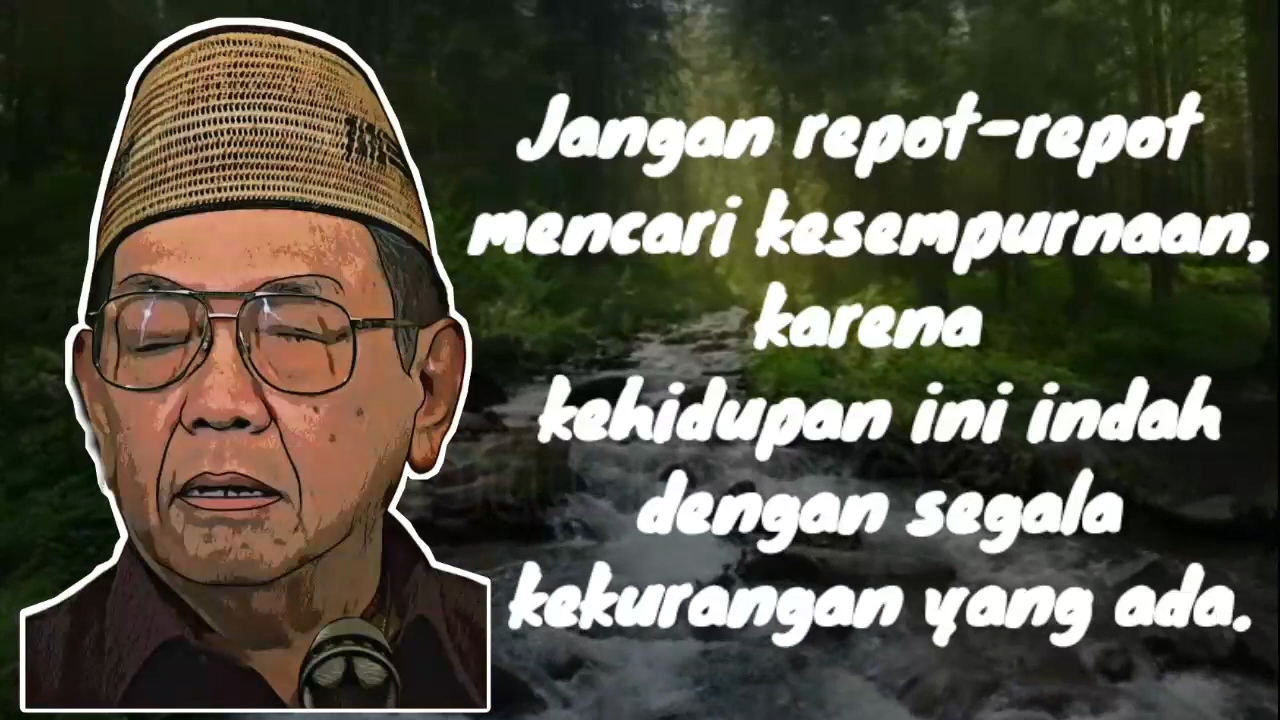 Jangan repot-repot
mencari kesempurnaan,
karena
kehidupan ini indah
dengan segala
kekurangan yang ada.